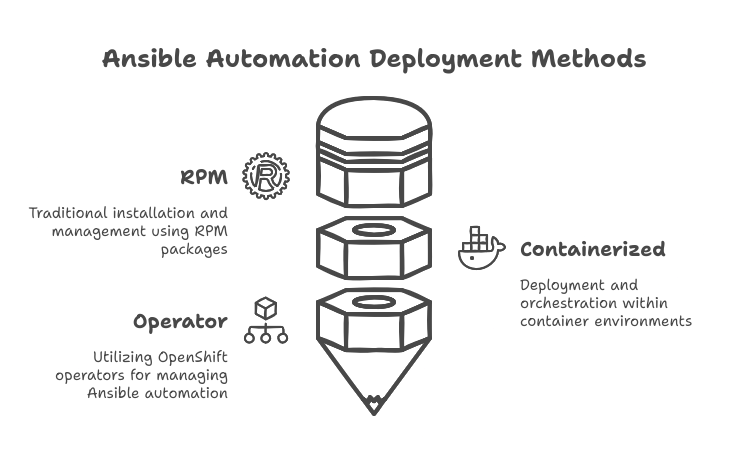 Ansible Automation Deployment Methods
RPM
Traditional installation and
management using RPM
packages
Containerized
Deployment and
orchestration within
container environments
Operator
Utilizing OpenShift
operators for managing
Ansible automation